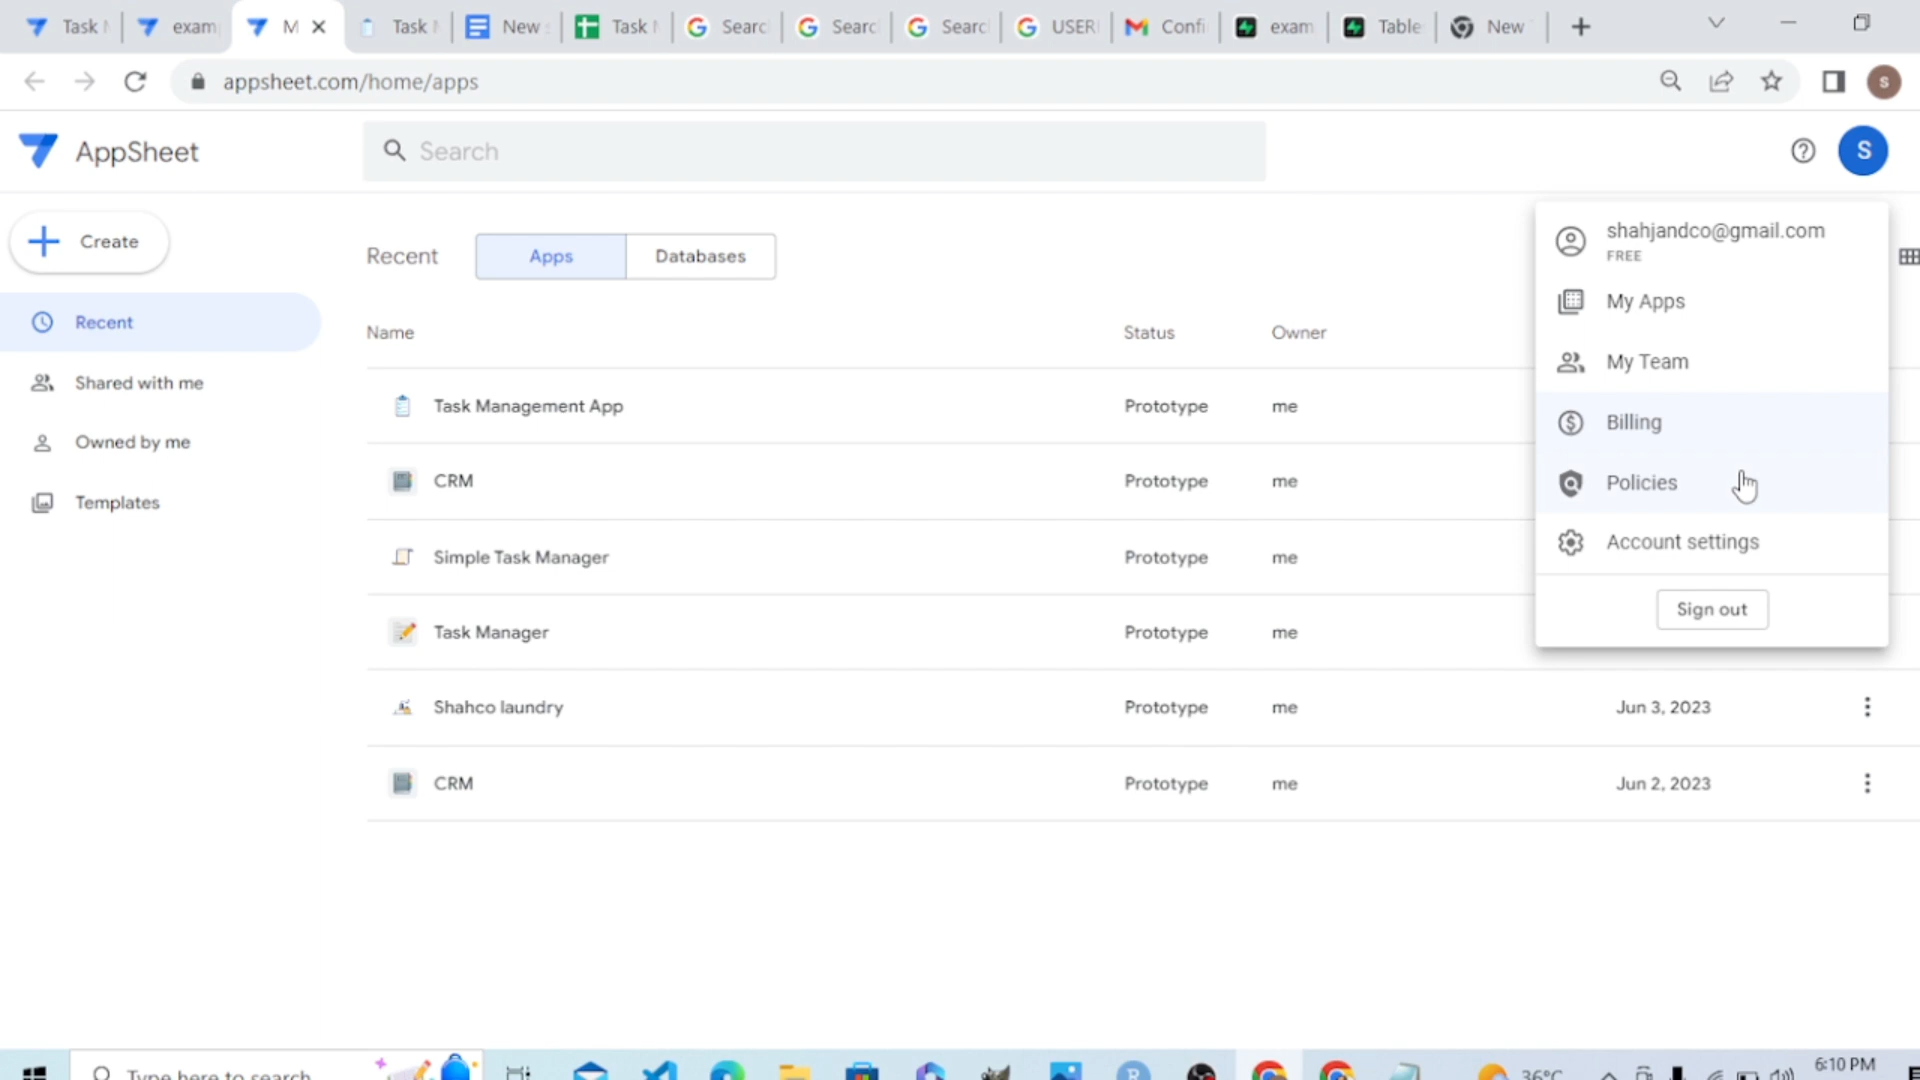 Task
exam
M
Task
New
Task
Searc
Searc
Searc
USER
Confi
exam
Table
New
appsheet.com/home/apps
S
AppSheet
Search
S
Create
Recent
Shared with me
Owned by me
Templates
Recent
Apps
Databases
Name
Status
Owner
Task Management App
Prototype
me
CRM
Prototype
me
Simple Task Manager
Prototype
me
Task Manager
Prototype
me
Shahco laundry
Prototype
me
Jun 3, 2023
CRM
Prototype
me
Jun 2, 2023
shahjandco@gmail.com
FREE
My Apps
My Team
Billing
Policies
Account settings
Sign out
Type here to search
R
36°C
6:10 PM